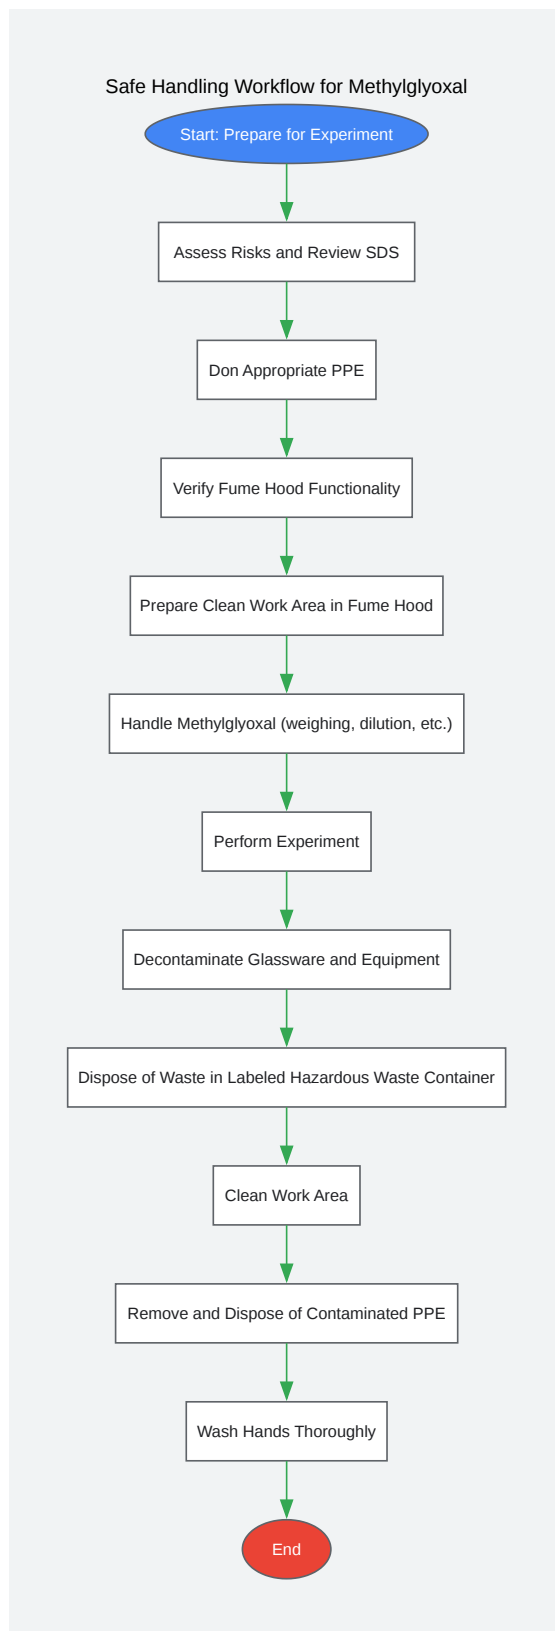 Safe Handling Workflow for Methylglyoxal
Start: Prepare for Experiment
Assess Risks and Review SDS
Don Appropriate PPE
Verify Fume Hood Functionality
Prepare Clean Work Area in Fume Hood
Handle Methylglyoxal (weighing, dilution, etc.)
Perform Experiment
Decontaminate Glassware and Equipment
Dispose of Waste in Labeled Hazardous Waste Container
Clean Work Area
Remove and Dispose of Contaminated PPE
Wash Hands Thoroughly
End